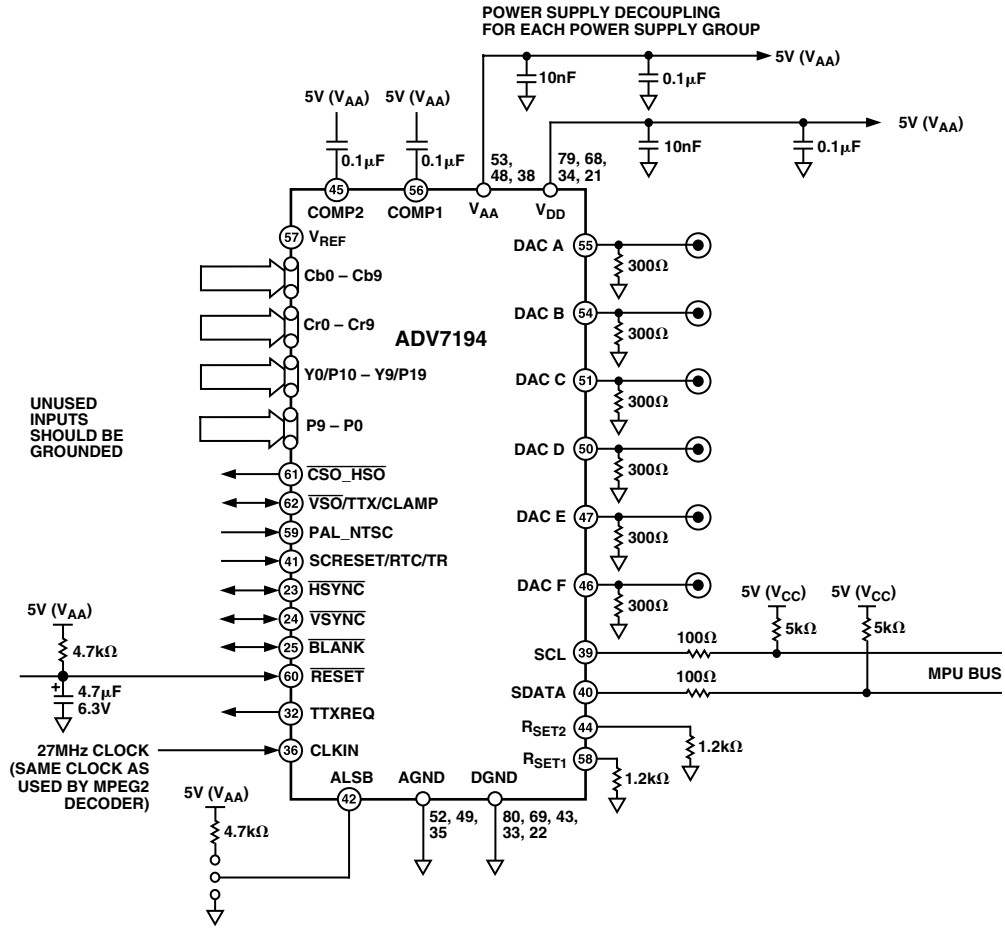 POWER SUPPLY DECOUPLING
FOR EACH POWER SUPPLY GROUP
5V (VAA)
10nF
0.1μF
5V (VAA)
5V (VAA)
5V (VAA)
10nF
0.1μF
0.1μF
0.1μF
53,
48, 38
79, 68,
34, 21
45
56
COMP2
COMP1
VAA
VDD
57
VREF
Cb0 – Cb9
Cr0 – Cr9
Y0/P10 – Y9/P19
P9 – P0
ADV7194
UNUSED
INPUTS
SHOULD BE
GROUNDED
DAC A
55
300Ω
DAC B
54
300Ω
DAC C
51
300Ω
DAC D
50
300Ω
DAC E
47
300Ω
DAC F
46
300Ω
61
CSO_HSO
62
VSO/TTX/CLAMP
59
PAL_NTSC
41
SCRESET/RTC/TR
23
HSYNC
24
VSYNC
25
BLANK
60
RESET
32
TTXREQ
36
CLKIN
5V (VAA)
4.7kΩ
+
4.7μF
6.3V
27MHz CLOCK
(SAME CLOCK AS
USED BY MPEG2
DECODER)
5V (VCC)
5V (VCC)
5kΩ
5kΩ
SCL
39
100Ω
SDATA
40
100Ω
MPU BUS
RSET2
44
1.2kΩ
RSET1
58
1.2kΩ
ALSB
AGND
DGND
42
52, 49,
35
80, 69, 43,
33, 22
5V (VAA)
4.7kΩ